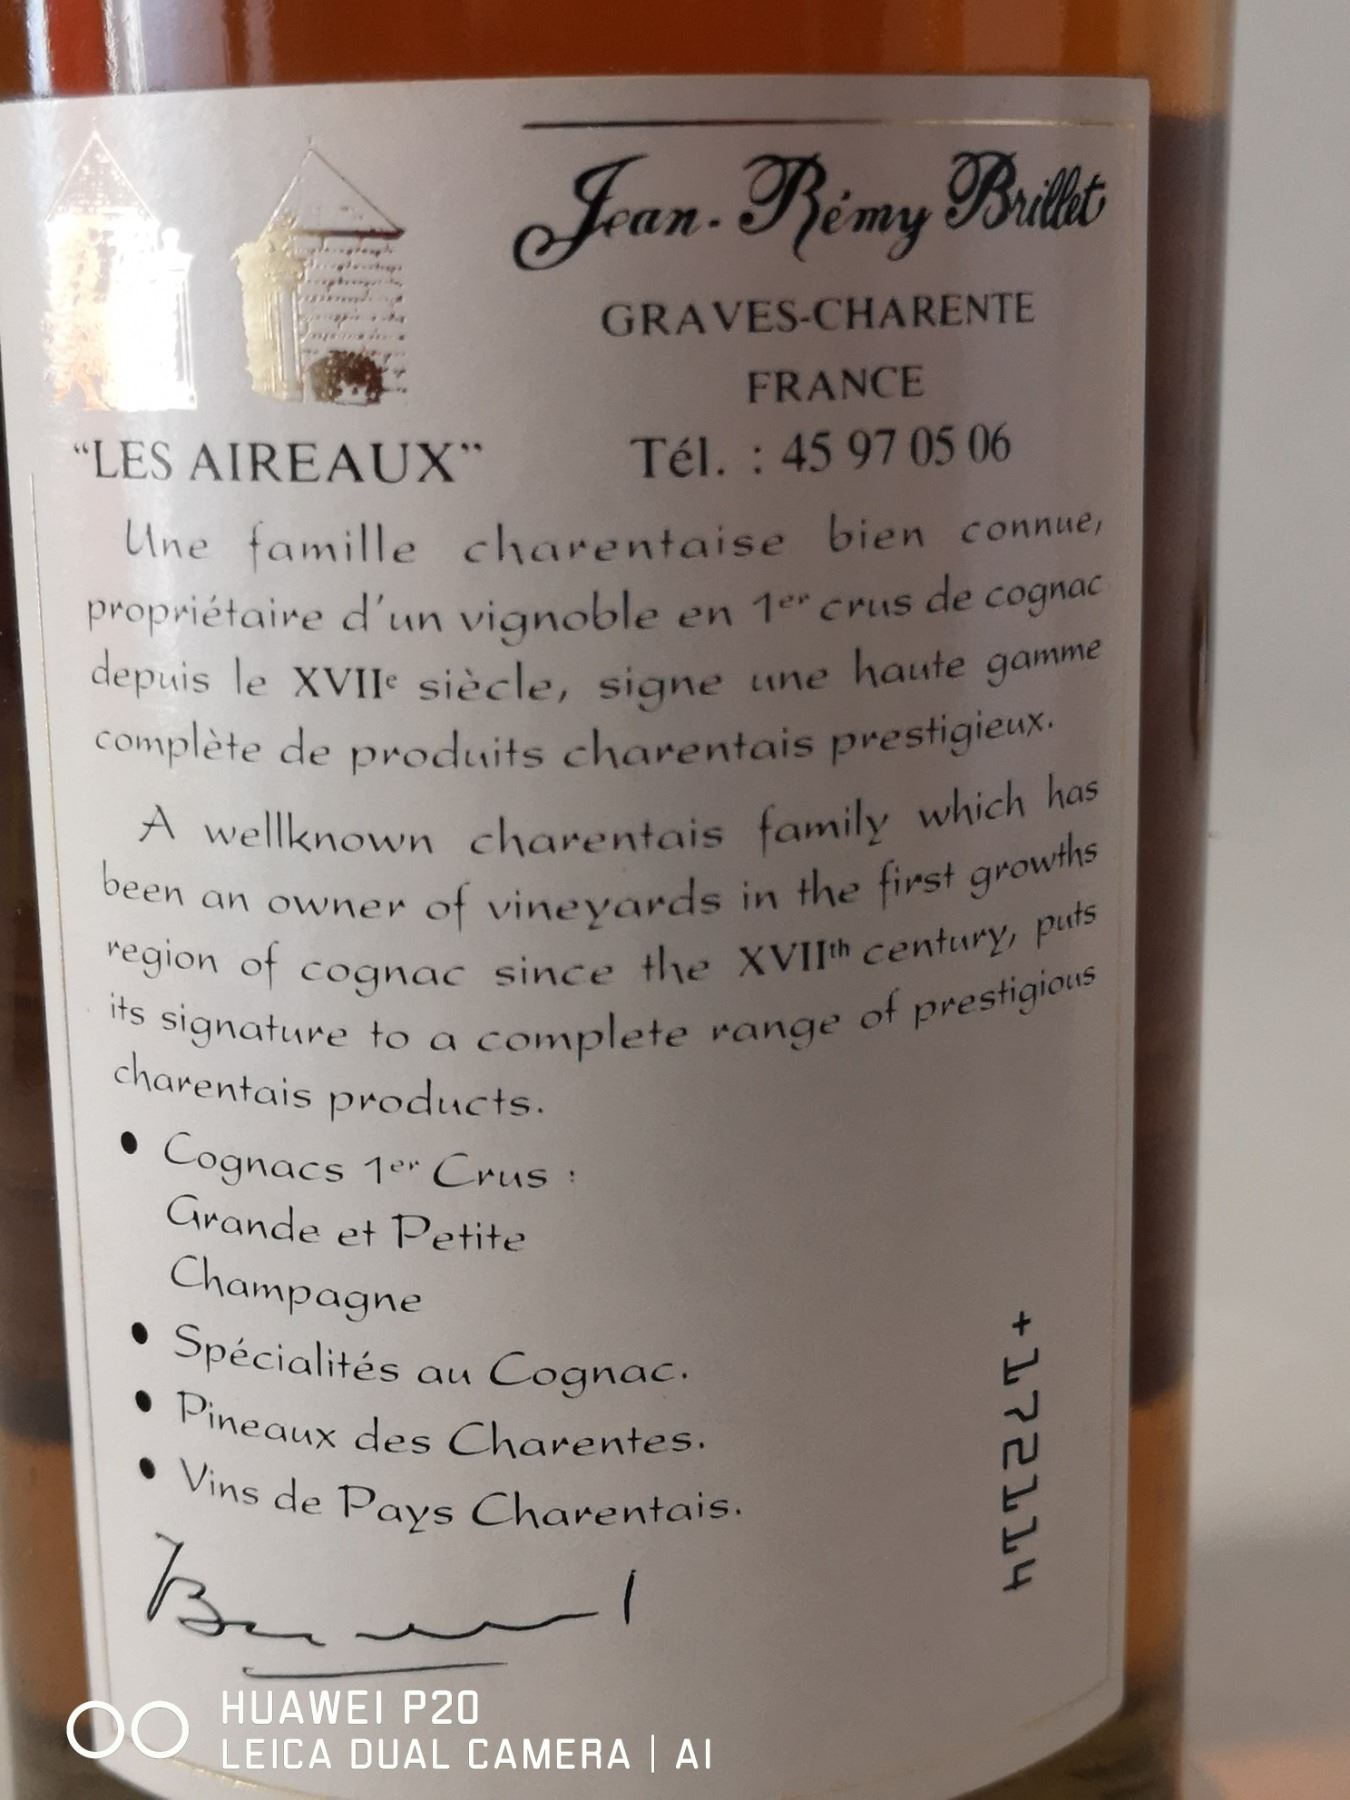 Jean-Rémy Brillet
GRAVES-CHARENTE
FRANCE
"LES AIREAUX"
Tél. : 45 97 05 06
Une famille charentaise bien connue,
propriétaire d'un vignoble en 1er crus de cognac
depuis le XVIIe siècle, signe une haute gamme
complète de produits charentais prestigieux.
A wellknown charentais family which has
been an owner of vineyards in the first growths
region of cognac since the XVIIth century, puts
its signature to a complete range of prestigious
charentais products.
• Cognacs 1er Crus :
Grande et Petite
Champagne
• Spécialités au Cognac.
• Pineaux des Charentes.
• Vins de Pays Charentais.
+172114
HUAWEI P20
LEICA DUAL CAMERA | AI